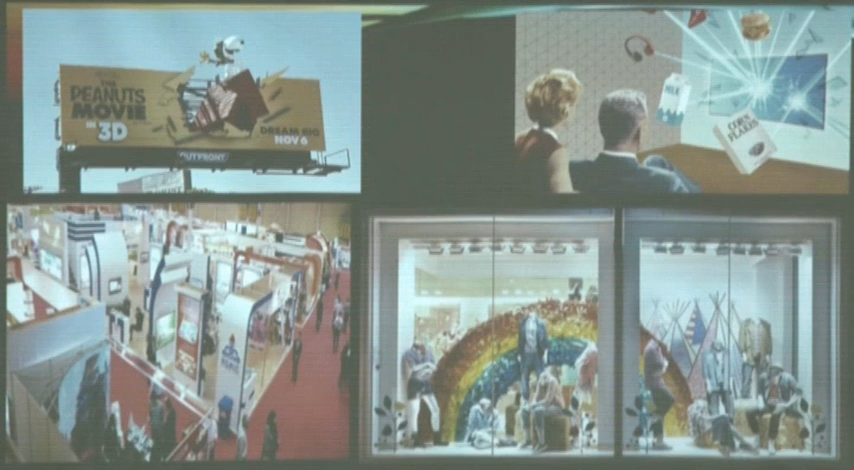 THE
PEANUTS
MOVIE
IN 3D
DREAM BIG
NOV 6
OUTFRONT
MILK
CORN
FLAKES